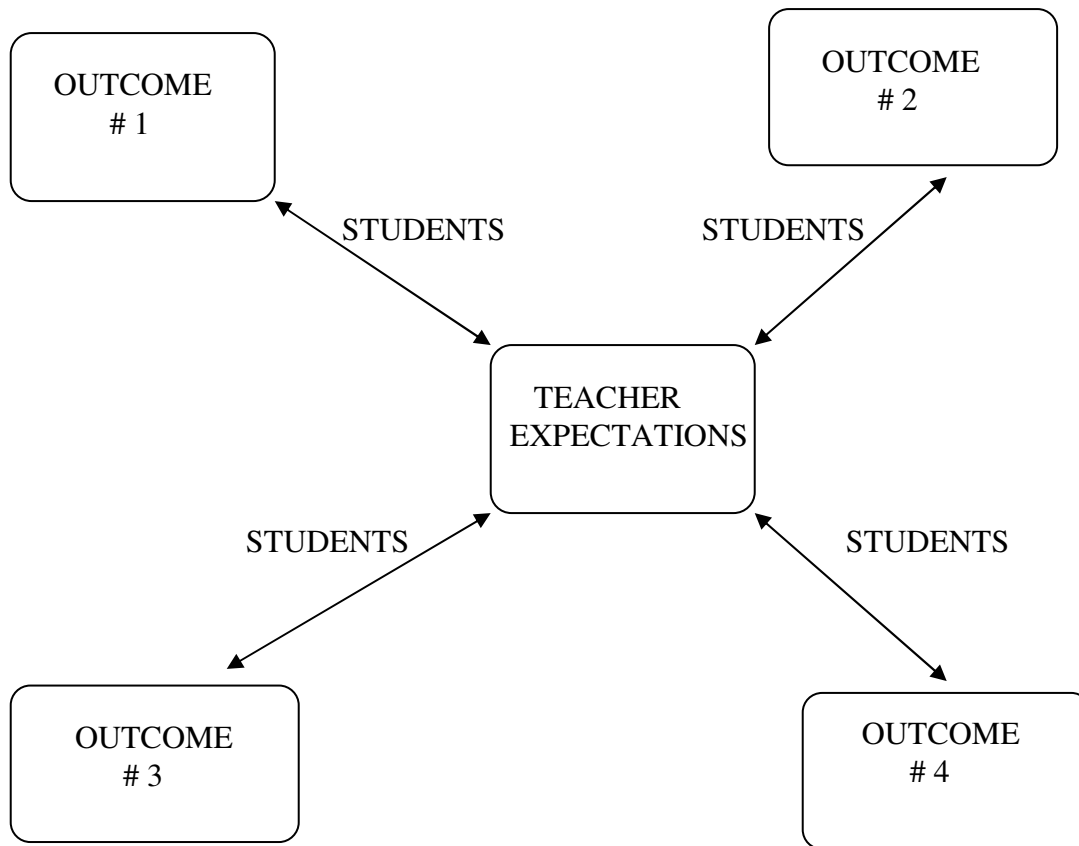 OUTCOME
# 1
OUTCOME
# 2
STUDENTS
STUDENTS
TEACHER
EXPECTATIONS
STUDENTS
STUDENTS
OUTCOME
# 3
OUTCOME
# 4